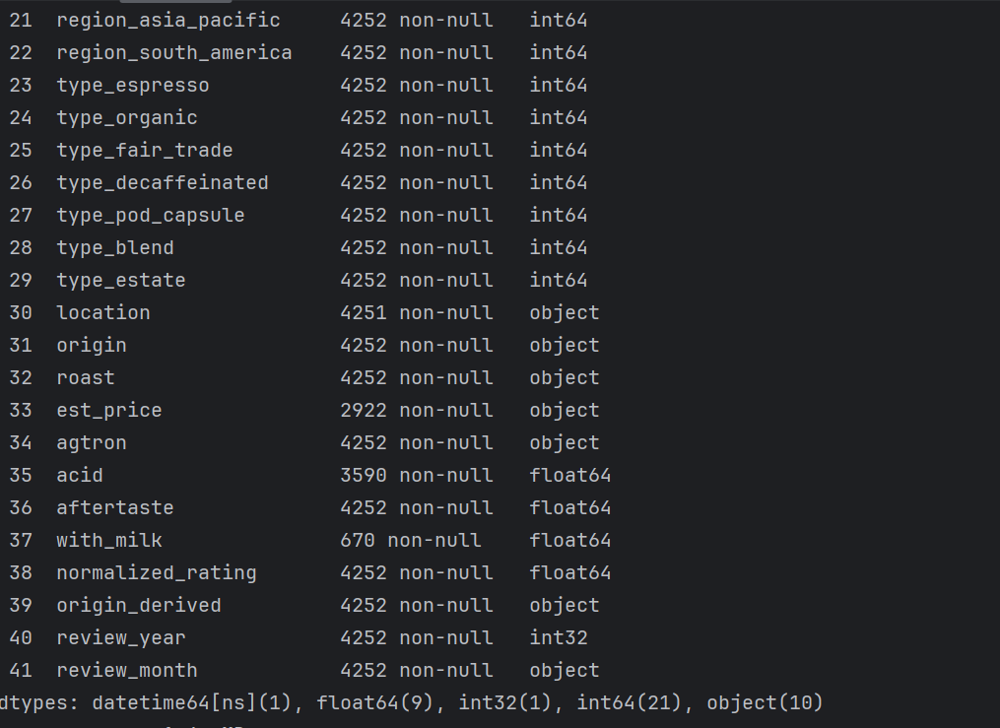 21 region_asia_pacific 4252 non-null int64
22 region_south_america 4252 non-null int64
23 type_espresso 4252 non-null int64
24 type_organic 4252 non-null int64
25 type_fair_trade 4252 non-null int64
26 type_decaffeinated 4252 non-null int64
27 type_pod_capsule 4252 non-null int64
28 type_blend 4252 non-null int64
29 type_estate 4252 non-null int64
30 location 4251 non-null object
31 origin 4252 non-null object
32 roast 4252 non-null object
33 est_price 2922 non-null object
34 agtron 4252 non-null object
35 acid 3590 non-null float64
36 aftertaste 4252 non-null float64
37 with_milk 670 non-null float64
38 normalized_rating 4252 non-null float64
39 origin_derived 4252 non-null object
40 review_year 4252 non-null int32
41 review_month 4252 non-null object
dtypes: datetime64[ns](1), float64(9), int32(1), int64(21), object(10)